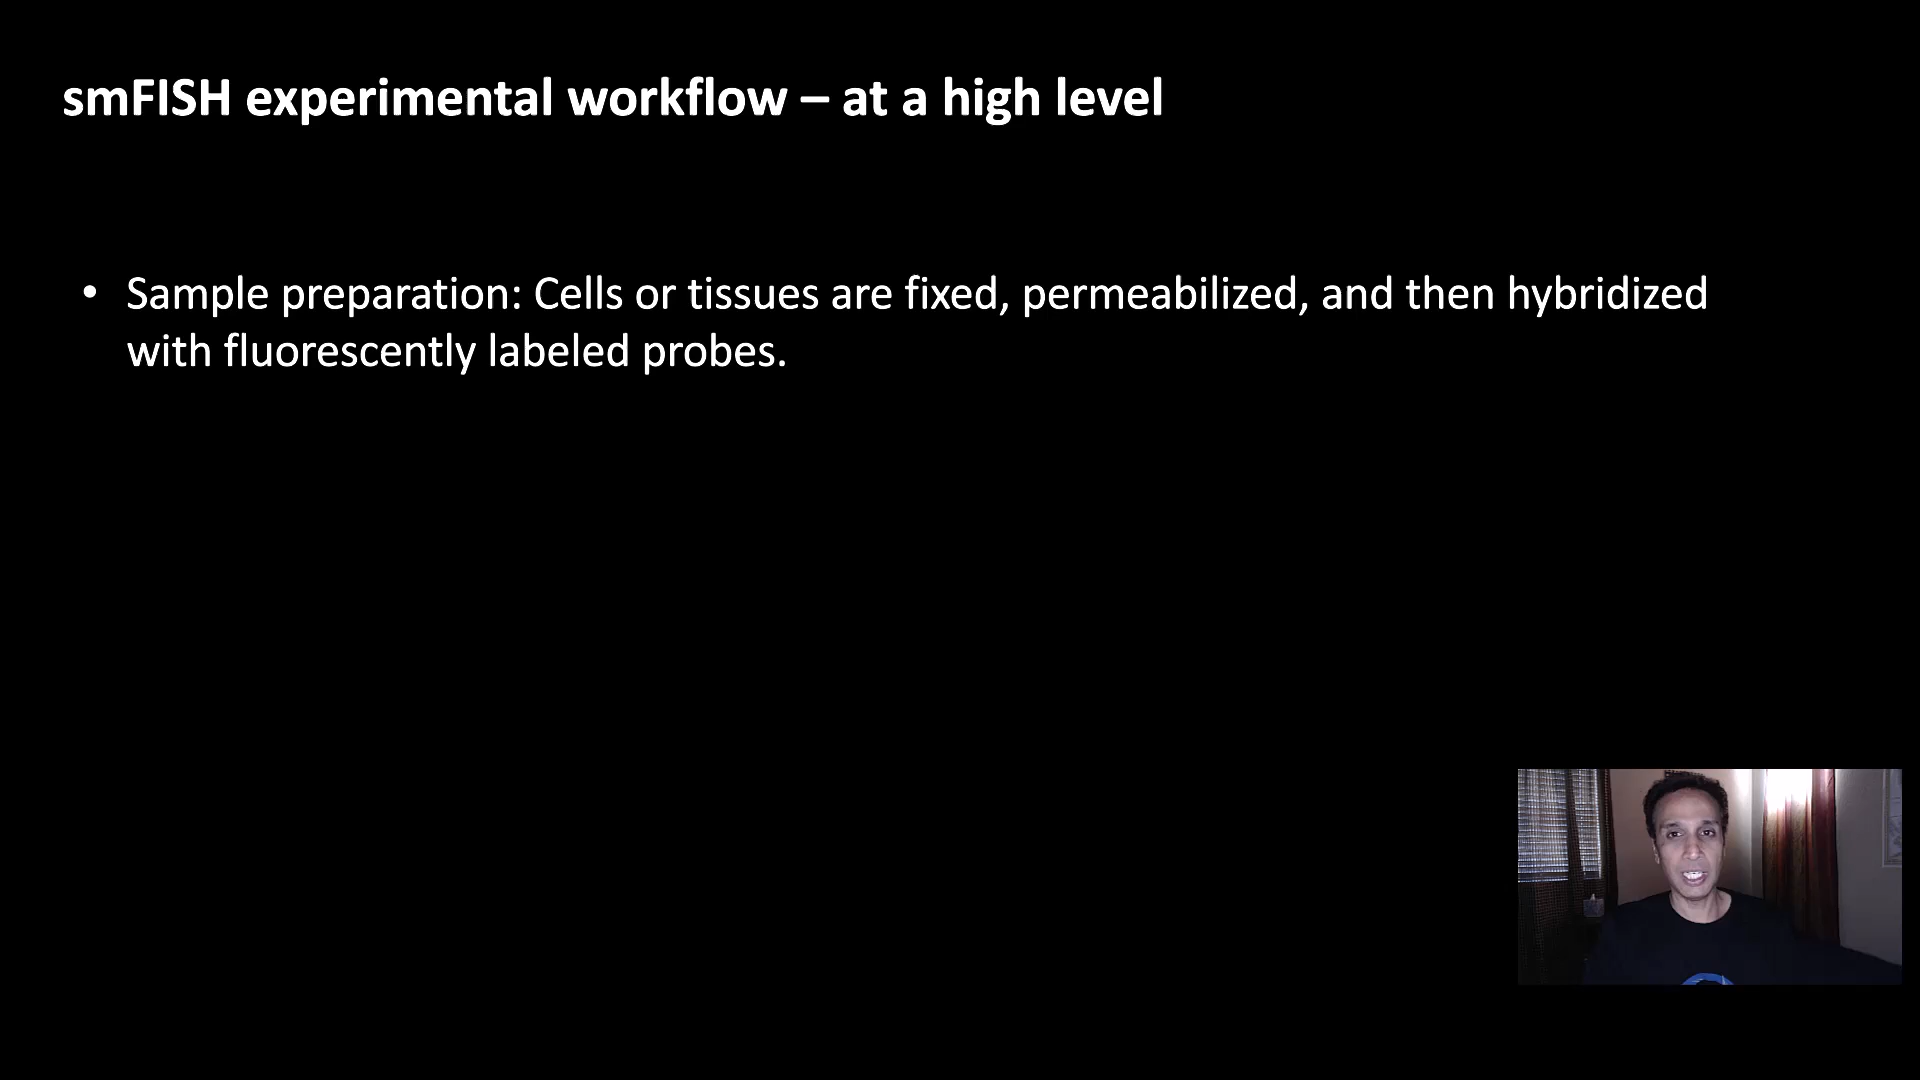 smFISH experimental workflow – at a high level
• Sample preparation: Cells or tissues are fixed, permeabilized, and then hybridized
with fluorescently labeled probes.